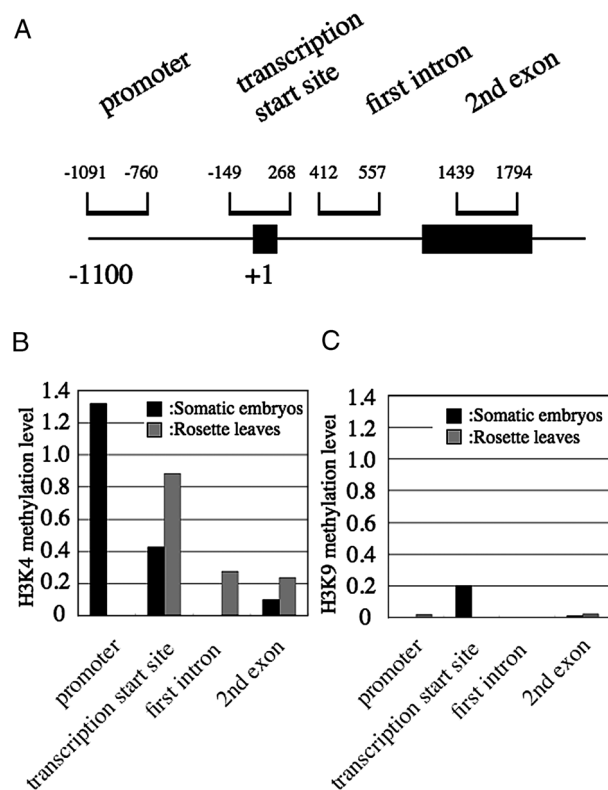 A
promoter
transcription
start site
first intron
2nd exon
-1091 -760 -149 268 412 557 1439 1794
-1100 +1
B
H3K4 methylation level
1.4
1.2
1.0
0.8
0.6
0.4
0.2
0
:Somatic embryos
:Rosette leaves
promoter
transcription start site
first intron
2nd exon
C
H3K9 methylation level
1.4
1.2
1.0
0.8
0.6
0.4
0.2
0
:Somatic embryos
:Rosette leaves
promoter
transcription start site
first intron
2nd exon